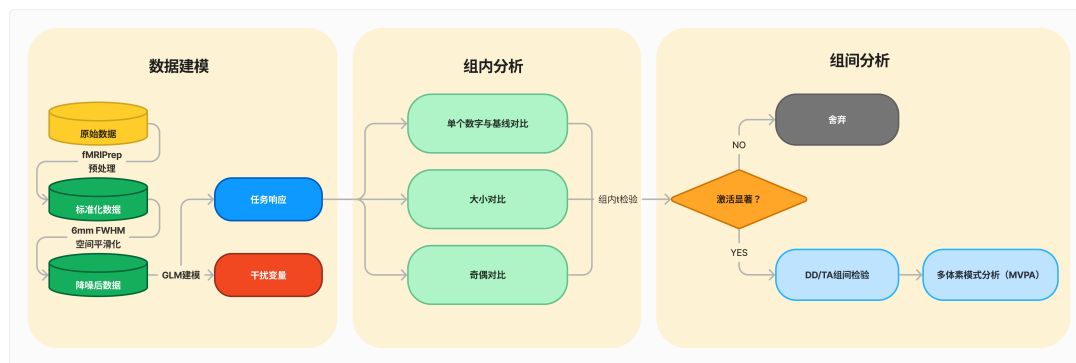 数据建模
原始数据
fMRIPrep
预处理
标准化数据
6mm FWHM
空间平滑化
降噪后数据
GLM建模
任务响应
干扰变量
组内分析
单个数字与基线对比
大小对比
奇偶对比
组内t检验
组间分析
舍弃
NO
激活显著？
YES
DD/TA组间检验
多体素模式分析（MVPA）